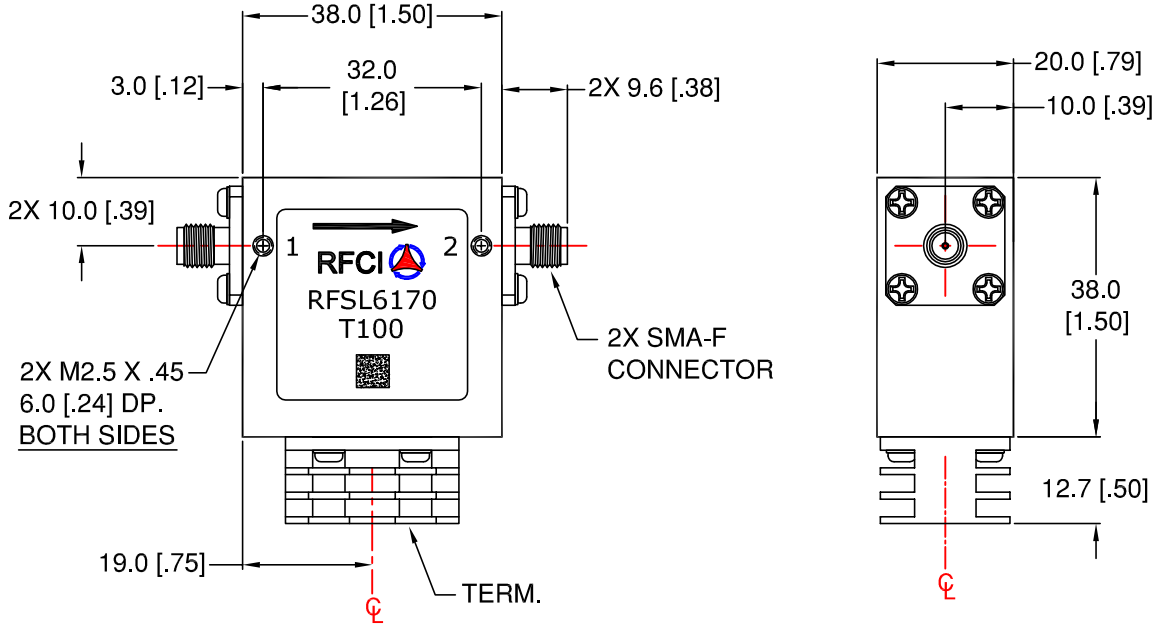 38.0 [1.50]
3.0 [.12]
32.0
[1.26]
2X 9.6 [.38]
2X 10.0 [.39]
1
2
RFCI
RFSL6170
T100
2X M2.5 X .45
6.0 [.24] DP.
BOTH SIDES
2X SMA-F
CONNECTOR
19.0 [.75]
TERM.
CL
20.0 [.79]
10.0 [.39]
38.0
[1.50]
12.7 [.50]
CL